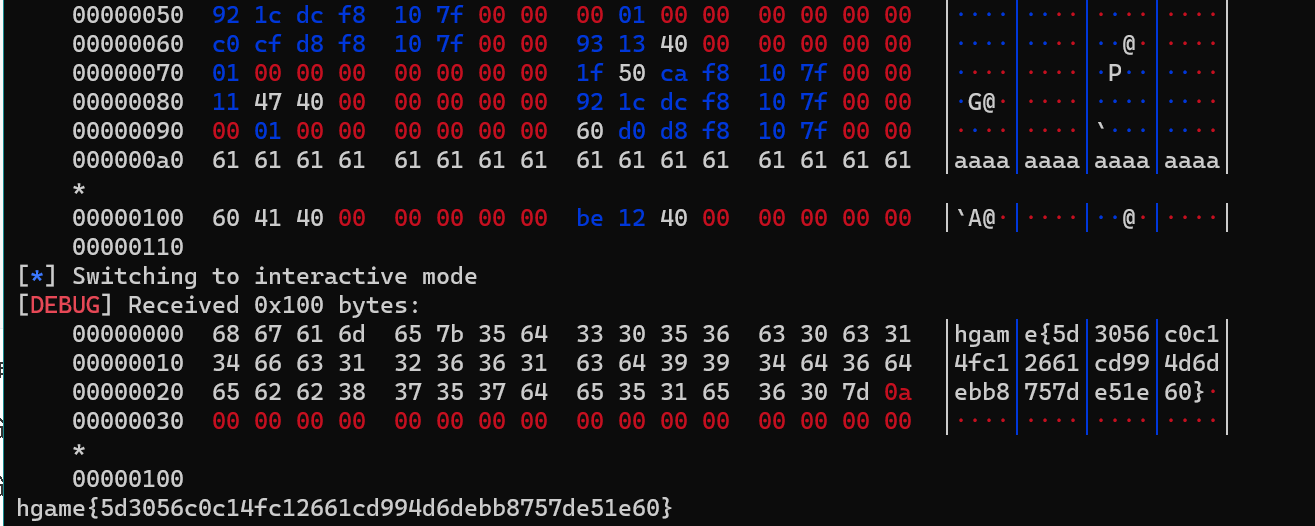 00000050  92 1c dc f8  10 7f 00 00  00 01 00 00  00 00 00 00  │····│····│····│····│
00000060  c0 cf d8 f8  10 7f 00 00  93 13 40 00  00 00 00 00  │····│····│··@·│····│
00000070  01 00 00 00  00 00 00 00  1f 50 ca f8  10 7f 00 00  │····│····│·P··│····│
00000080  11 47 40 00  00 00 00 00  92 1c dc f8  10 7f 00 00  │·G@·│····│····│····│
00000090  00 01 00 00  00 00 00 00  60 d0 d8 f8  10 7f 00 00  │····│····│`···│····│
000000a0  61 61 61 61  61 61 61 61  61 61 61 61  61 61 61 61  │aaaa│aaaa│aaaa│aaaa│
*
00000100  60 41 40 00  00 00 00 00  be 12 40 00  00 00 00 00  │`A@·│····│··@·│····│
00000110
[*] Switching to interactive mode
[DEBUG] Received 0x100 bytes:
00000000  68 67 61 6d  65 7b 35 64  33 30 35 36  63 30 63 31  │hgam│e{5d│3056│c0c1│
00000010  34 66 63 31  32 36 36 31  63 64 39 39  34 64 36 64  │4fc1│2661│cd99│4d6d│
00000020  65 62 62 38  37 35 37 64  65 35 31 65  36 30 7d 0a  │ebb8│757d│e51e│60}·│
00000030  00 00 00 00  00 00 00 00  00 00 00 00  00 00 00 00  │····│····│····│····│
*
00000100
hgame{5d3056c0c14fc12661cd994d6debb8757de51e60}